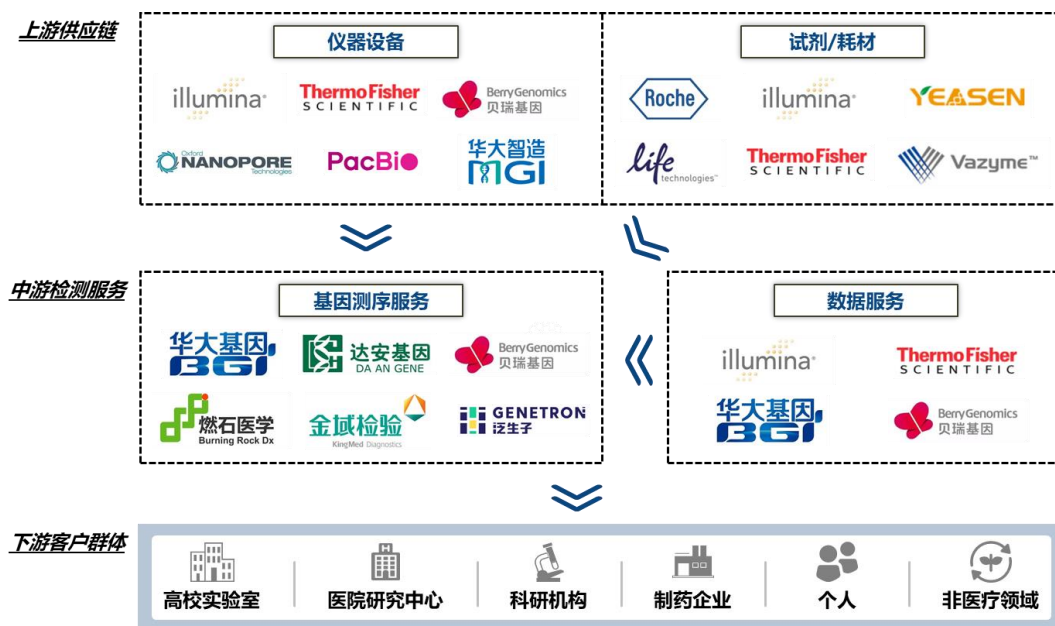 上游供应链
仪器设备
illumina®
ThermoFisher
SCIENTIFIC
BerryGenomics
贝瑞基因
Oxford
NANOPORE
Technologies
PacBio
华大智造
MGI
试剂/耗材
Roche
illumina®
YEASEN
life
technologies™
ThermoFisher
SCIENTIFIC
Vazyme™
中游检测服务
基因测序服务
华大基因
BGI
达安基因
DA AN GENE
BerryGenomics
贝瑞基因
燃石医学
Burning Rock Dx
金域检验
KingMed Diagnostics
GENETRON
泛生子
数据服务
illumina®
ThermoFisher
SCIENTIFIC
华大基因
BGI
BerryGenomics
贝瑞基因
下游客户群体
高校实验室
医院研究中心
科研机构
制药企业
个人
非医疗领域